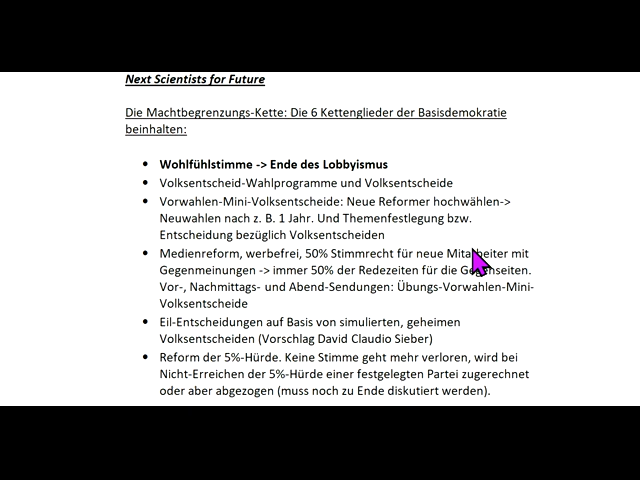 Next Scientists for Future
Die Machtbegrenzungs-Kette: Die 6 Kettenglieder der Basisdemokratie
beinhalten:
• Wohlfühlstimme -> Ende des Lobbyismus
• Volksentscheid-Wahlprogramme und Volksentscheide
• Vorwahlen-Mini-Volksentscheide: Neue Reformer hochwählen->
Neuwahlen nach z. B. 1 Jahr. Und Themenfestlegung bzw.
Entscheidung bezüglich Volksentscheiden
• Medienreform, werbefrei, 50% Stimmrecht für neue Mitarbeiter mit
Gegenmeinungen -> immer 50% der Redezeiten für die Gegenseiten.
Vor-, Nachmittags- und Abend-Sendungen: Übungs-Vorwahlen-Mini-
Volksentscheide
• Eil-Entscheidungen auf Basis von simulierten, geheimen
Volksentscheiden (Vorschlag David Claudio Sieber)
• Reform der 5%-Hürde. Keine Stimme geht mehr verloren, wird bei
Nicht-Erreichen der 5%-Hürde einer festgelegten Partei zugerechnet
oder aber abgezogen (muss noch zu Ende diskutiert werden).